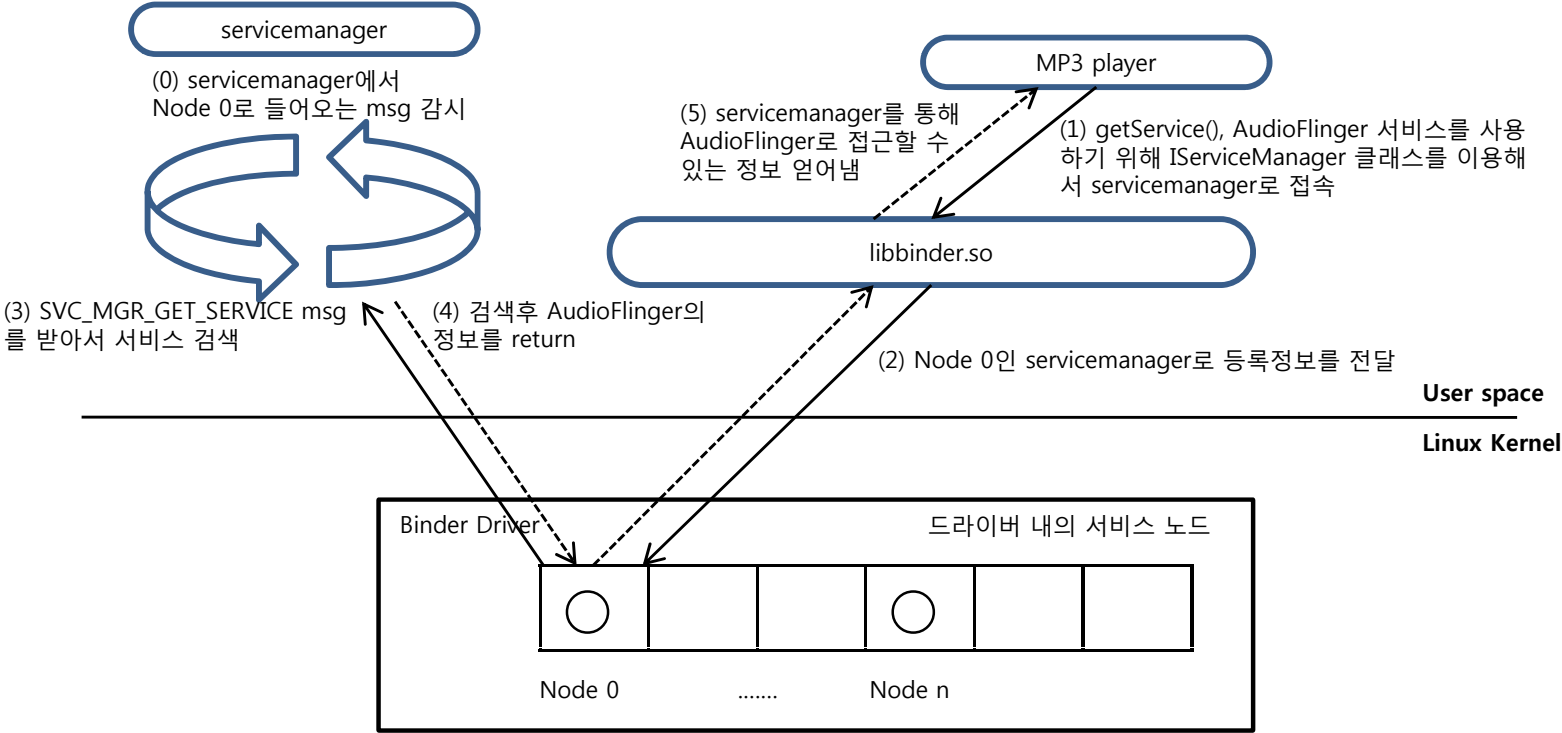 servicemanager
(0) servicemanager에서
Node 0로 들어오는 msg 감시
MP3 player
(5) servicemanager를 통해
AudioFlinger로 접근할 수
있는 정보 얻어냄
(1) getService(), AudioFlinger 서비스를 사용
하기 위해 IServiceManager 클래스를 이용해
서 servicemanager로 접속
libbinder.so
(3) SVC_MGR_GET_SERVICE msg
를 받아서 서비스 검색
(4) 검색후 AudioFlinger의
정보를 return
(2) Node 0인 servicemanager로 등록정보를 전달
User space
Linux Kernel
Binder Driver
드라이버 내의 서비스 노드
Node 0
.......
Node n